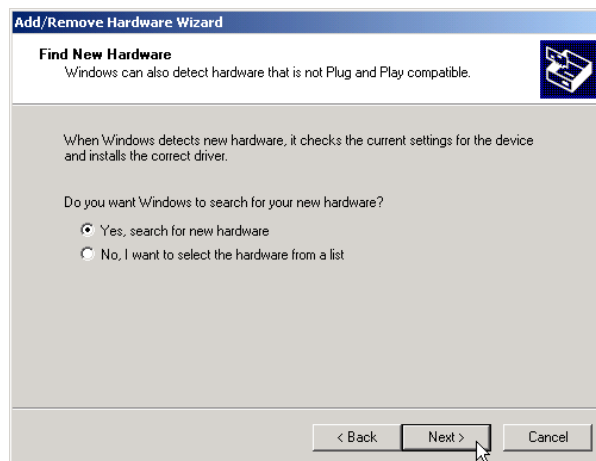 Add/Remove Hardware Wizard
Find New Hardware
Windows can also detect hardware that is not Plug and Play compatible.
When Windows detects new hardware, it checks the current settings for the device
and installs the correct driver.
Do you want Windows to search for your new hardware?
Yes, search for new hardware
No, I want to select the hardware from a list
< Back Next > Cancel